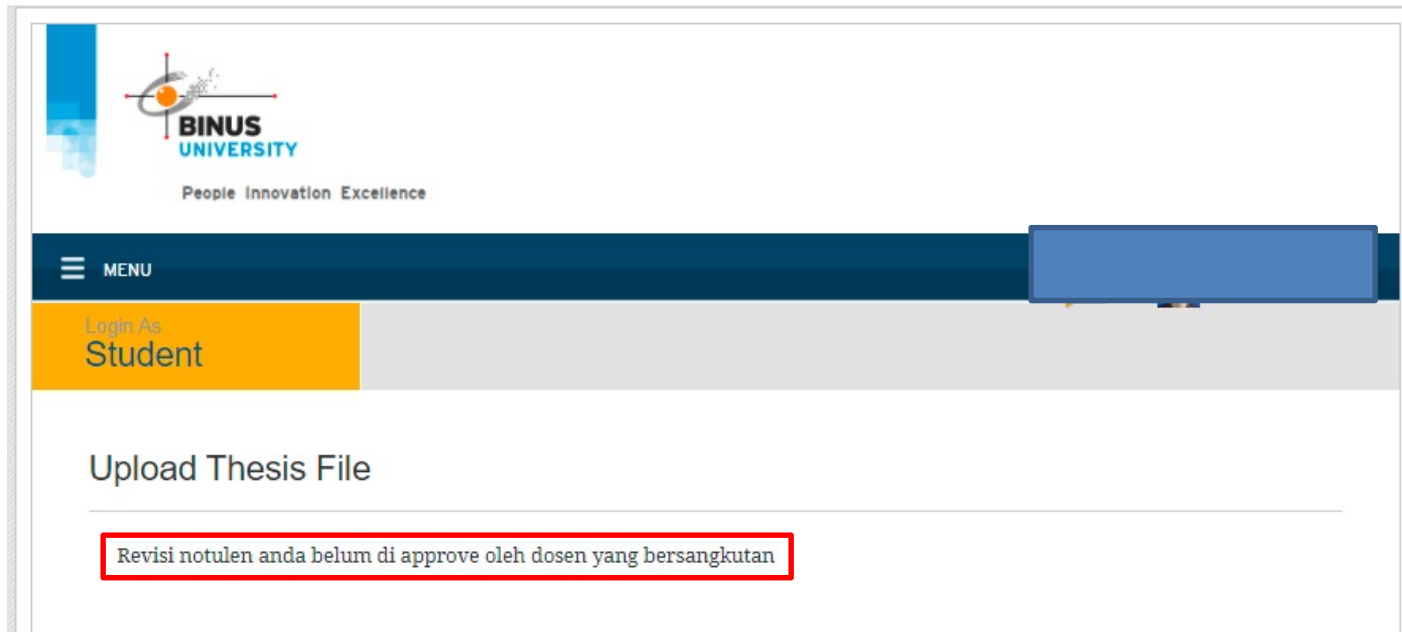 BINUS
UNIVERSITY
People Innovation Excellence
MENU
Login As
Student
Upload Thesis File
Revisi notulen anda belum di approve oleh dosen yang bersangkutan